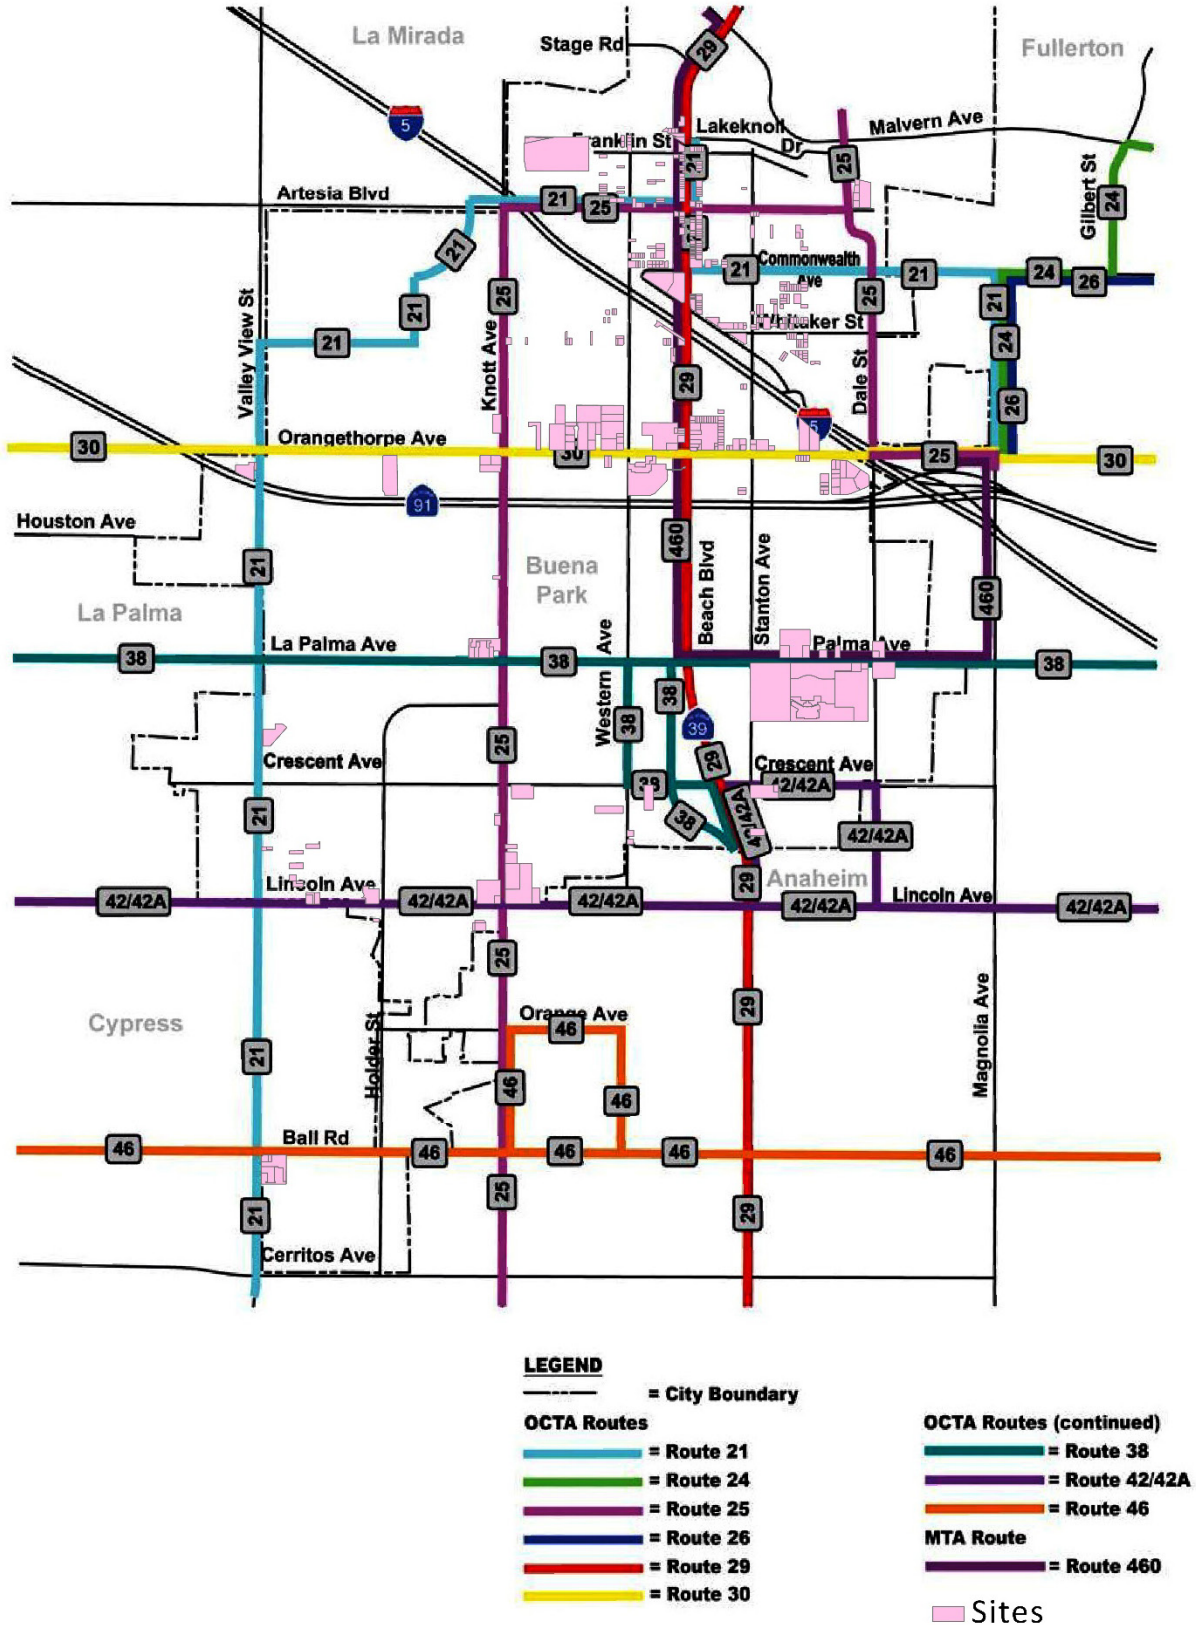 La Mirada
Fullerton
Stage Rd
29
5
Lakeknoll
Dr
Malvern Ave
Franklin St
21
25
Gilbert St
24
Artesia Blvd
21
25
21
Commonwealth
Ave
21
21
24
26
Valley View St
21
25
25
21
Whitaker St
21
24
Knott Ave
29
Dale St
26
5
Orangethorpe Ave
30
30
25
30
91
Houston Ave
460
Beach Blvd
Stanton Ave
21
Buena
Park
460
La Palma
La Palma Ave
Palma Ave
38
38
38
Western Ave
38
38
39
25
29
Crescent Ave
Crescent Ave
38
42/42A
21
38
42/42A
42/42A
Lincoln Ave
29
Anaheim
Lincoln Ave
42/42A
42/42A
42/42A
42/42A
42/42A
25
Cypress
Holder St
Orange Ave
46
29
Magnolia Ave
21
46
46
Ball Rd
46
46
46
46
46
25
21
29
Cerritos Ave
LEGEND
= City Boundary
OCTA Routes
= Route 21
= Route 24
= Route 25
= Route 26
= Route 29
= Route 30
OCTA Routes (continued)
= Route 38
= Route 42/42A
= Route 46
MTA Route
= Route 460
Sites